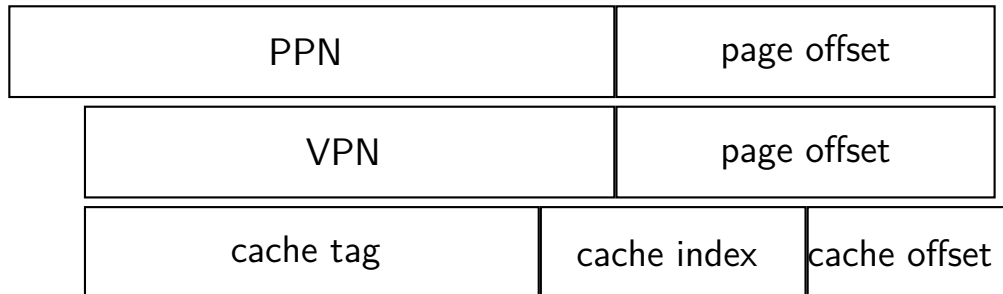 PPN page offset
VPN page offset
cache tag cache index cache offset